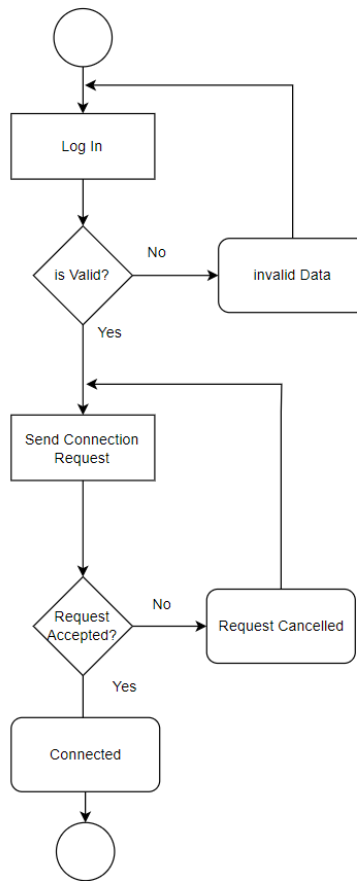 Log In
is Valid?
No
invalid Data
Yes
Send Connection
Request
Request
Accepted?
No
Request Cancelled
Yes
Connected